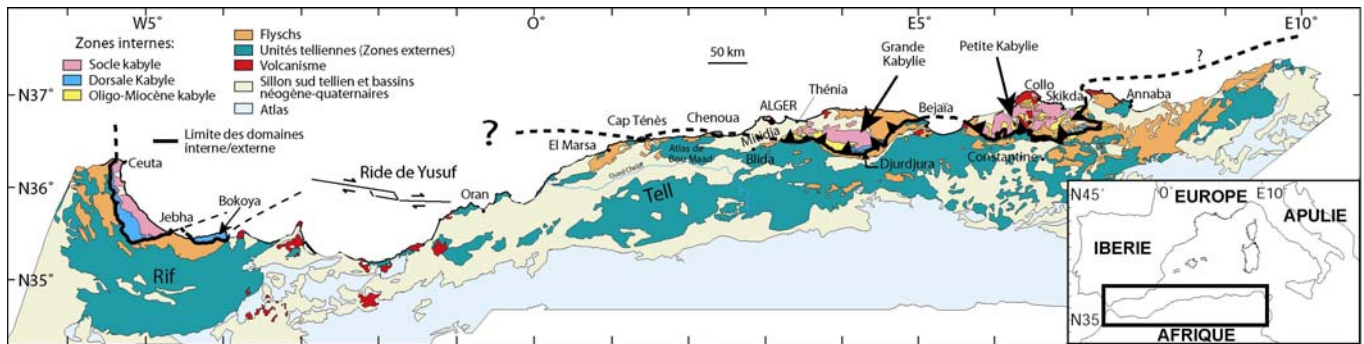 W5°
O°
E5°
E10°
Zones internes:
Socle kabyle
Dorsale Kabyle
Oligo-Miocène kabyle
Limite des domaines
interne/externe
Flyschs
Unités telliennes (Zones externes)
Volcanisme
Sillon sud tellien et bassins
néogène-quaternaires
Atlas
50 km
Grande
Kabylie
Petite Kabylie
?
N37°
N36°
N35°
Ceuta
Jebha
Bokoya
Rif
Ride de Yusuf
Oran
?
El Marsa
Cap Ténès
Chenoua
ALGER
Thénia
Mitidja
Blida
Atlas de
Bou Maad
Oued Chelif
Tell
Djurdjura
Bejaïa
Collo
Skikda
Annaba
Constantine
N45°
0°
E10°
EUROPE
APULIE
IBERIE
N35
AFRIQUE